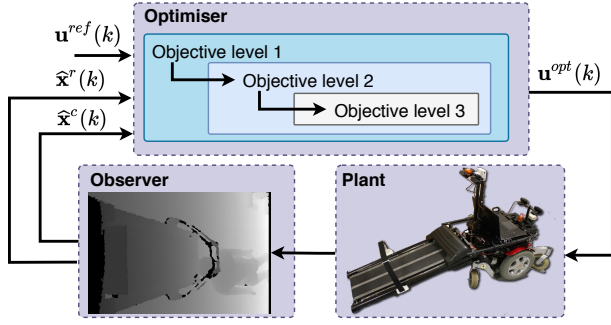 Optimiser
u^{ref}(k)
Objective level 1
x̂^r(k)
Objective level 2
u^{opt}(k)
Objective level 3
x̂^c(k)
Observer
Plant